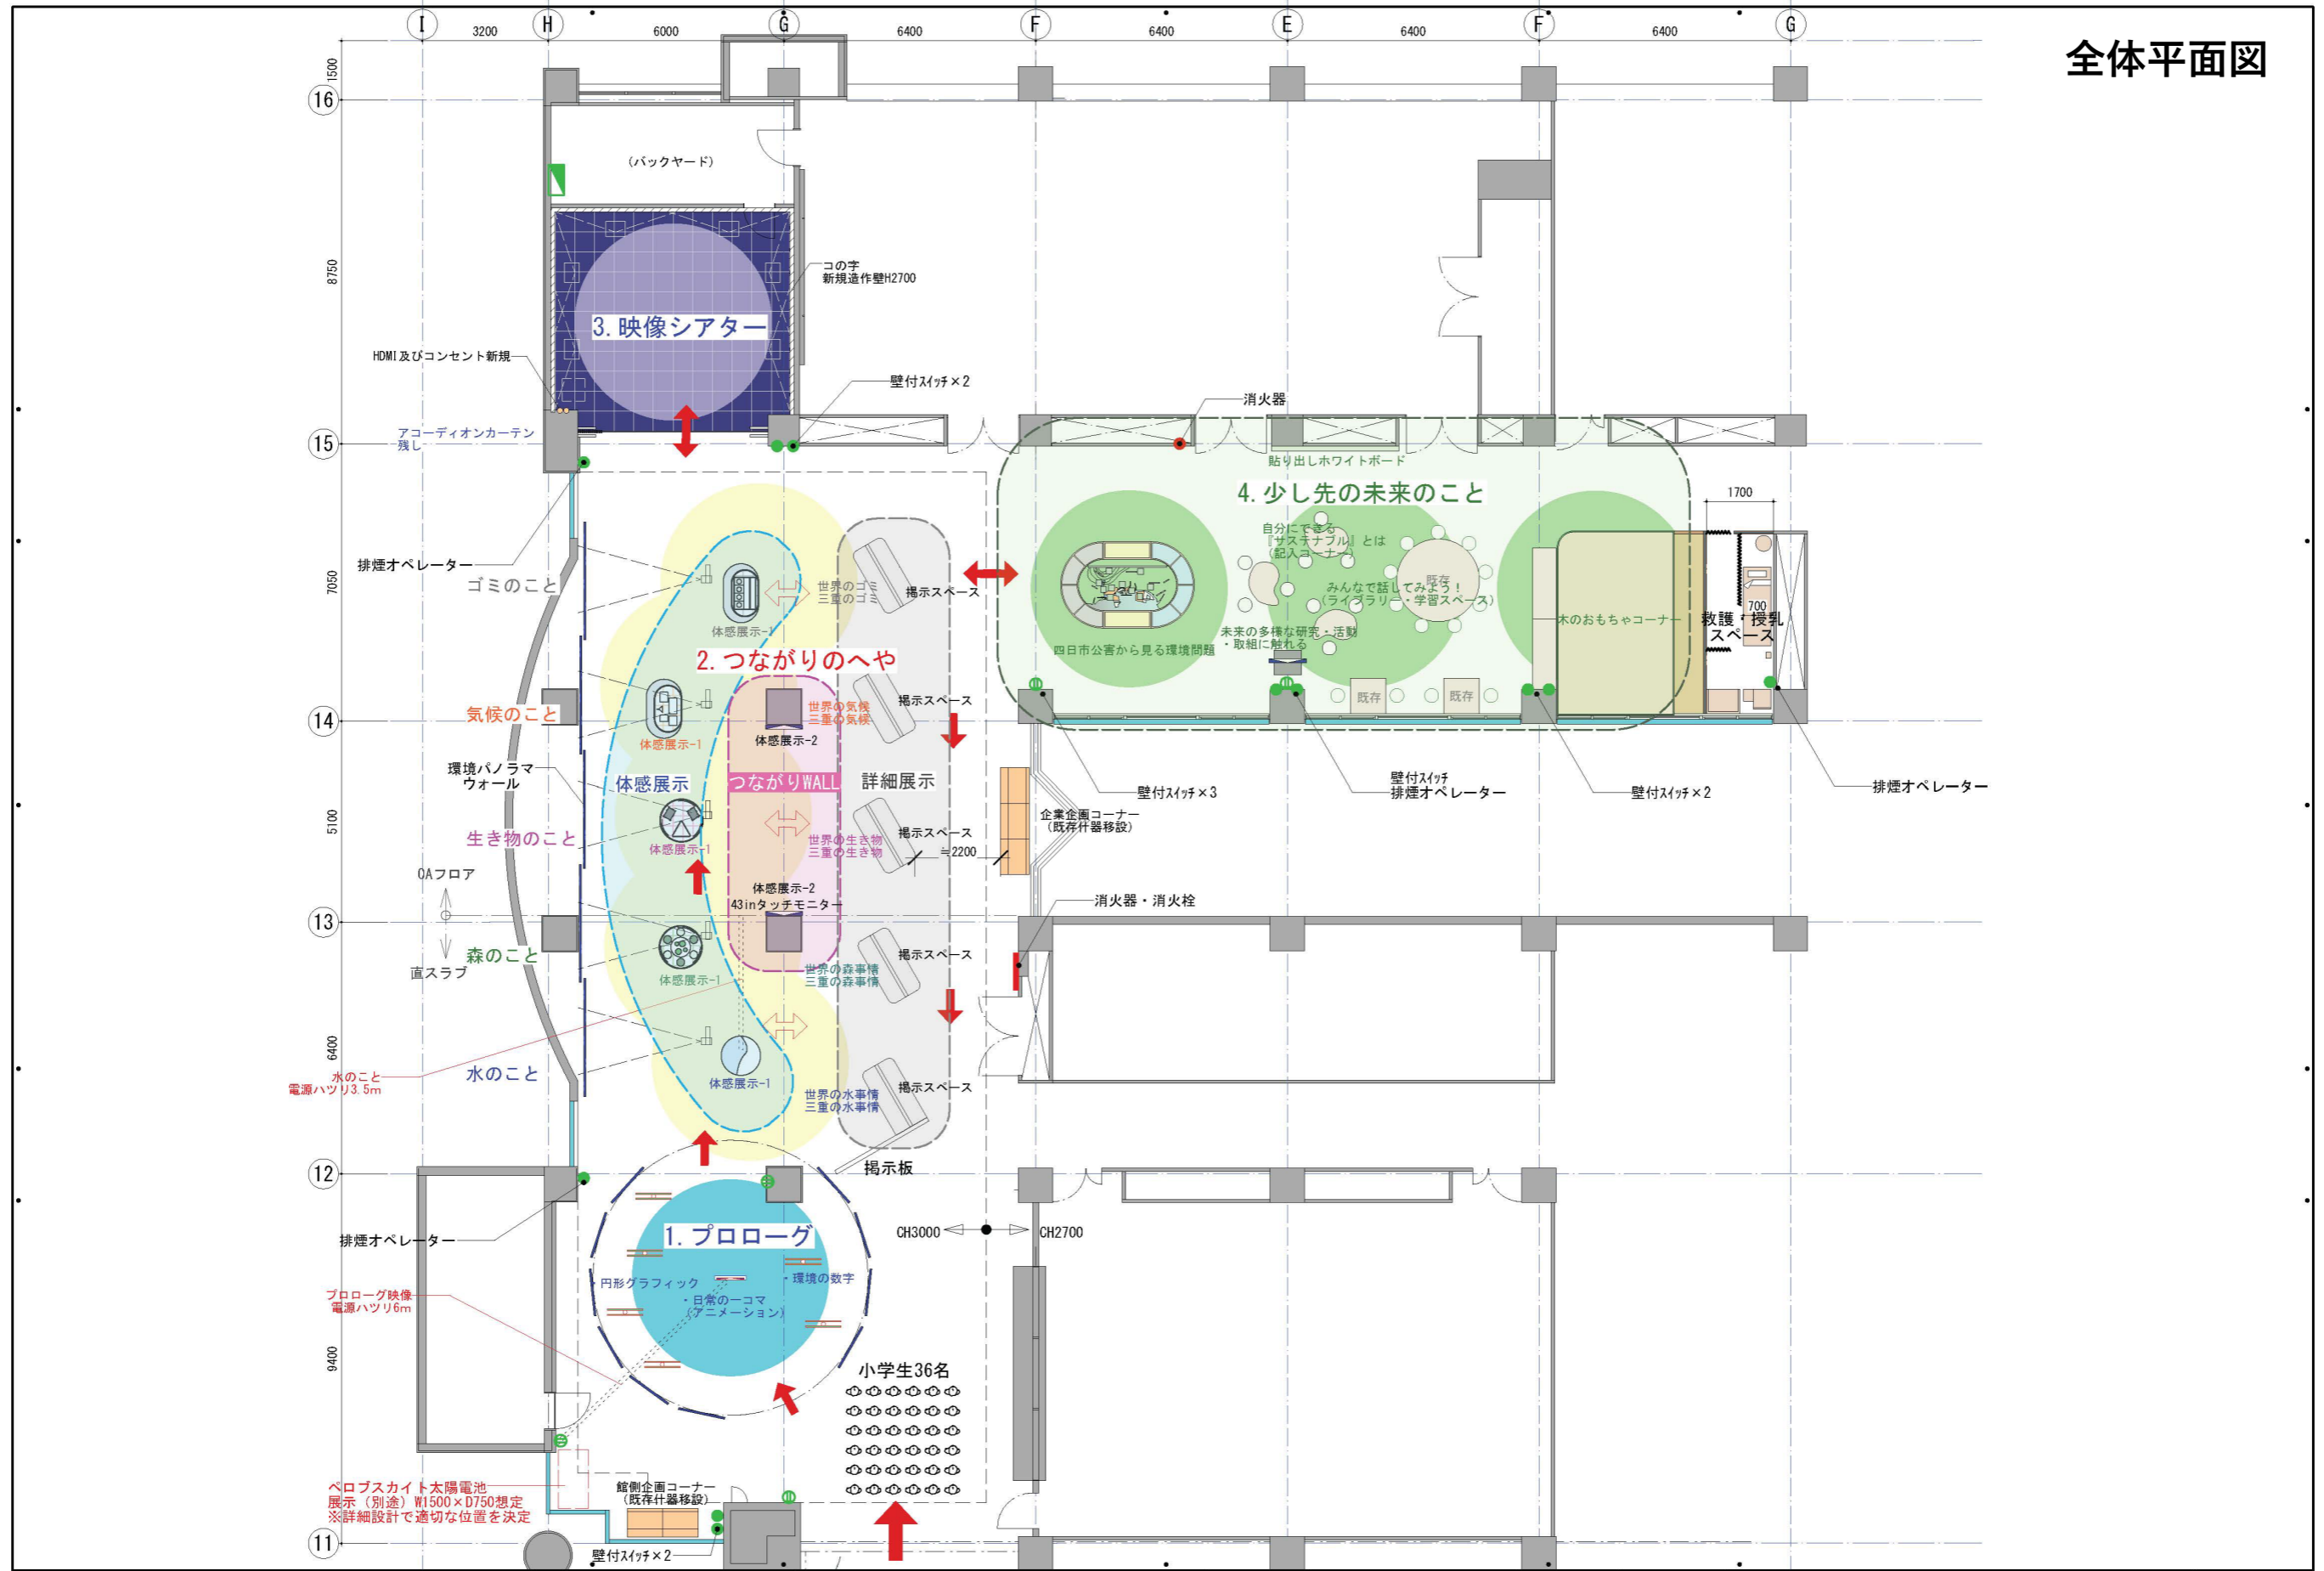 全体平面図
I
H
G
F
E
F
G
3200
6000
6400
6400
6400
6400
1500
16
8750
15
7050
14
5100
13
6400
12
9400
11
(バックヤード)
コの字
新規造作壁H2700
3.映像シアター
HDMI及びコンセント新規
壁付スイッチ×2
消火器
アコーディオンカーテン
残し
貼り出しホワイトボード
4.少し先の未来のこと
1700
自分にできる
『サステナブル』とは
(記入コーナー)
排煙オペレーター
ゴミのこと
世界のゴミ
三重のゴミ
掲示スペース
体感展示-1
既存
みんなで話してみよう!
(ライブラリー・学習スペース)
700
木のおもちゃコーナー
救護・授乳
スペース
未来の多様な研究・活動
・取組に触れる
四日市公害から見る環境問題
2.つながりのへや
既存
既存
気候のこと
世界の気候
三重の気候
掲示スペース
体感展示-1
体感展示-2
環境パノラマ
ウォール
体感展示
つながりWALL
詳細展示
壁付スイッチ×3
壁付スイッチ
排煙オペレーター
壁付スイッチ×2
排煙オペレーター
企業企画コーナー
(既存什器移設)
生き物のこと
世界の生き物
三重の生き物
掲示スペース
体感展示-1
≒2200
OAフロア
体感展示-2
43inタッチモニター
消火器・消火栓
森のこと
直スラブ
世界の森事情
三重の森事情
掲示スペース
体感展示-1
水のこと
電源ハツリ3.5m
水のこと
体感展示-1
世界の水事情
三重の水事情
掲示スペース
掲示板
1.プロローグ
CH3000
CH2700
排煙オペレーター
・円形グラフィック
・環境の数字
・日常の一コマ
(アニメーション)
プロローグ映像
電源ハツリ6m
小学生36名
ペロブスカイト太陽電池
展示(別途)W1500×D750想定
※詳細設計で適切な位置を決定
館側企画コーナー
(既存什器移設)
壁付スイッチ×2